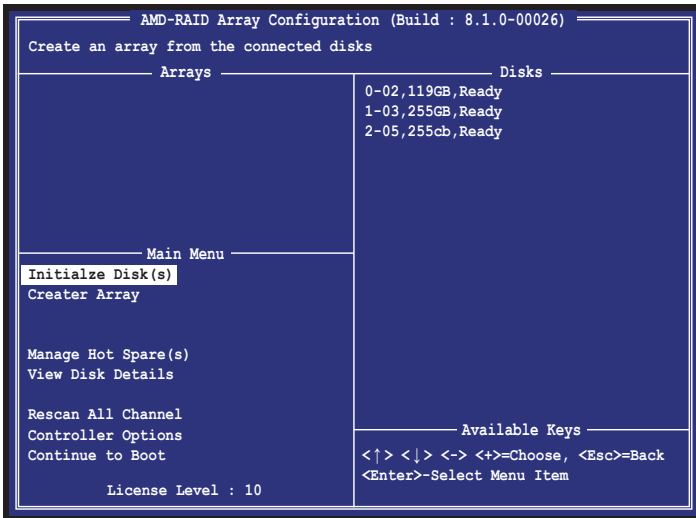 AMD-RAID Array Configuration (Build : 8.1.0-00026)
Create an array from the connected disks
Arrays
Disks
0-02,119GB,Ready
1-03,255GB,Ready
2-05,255cb,Ready
Main Menu
Initialze Disk(s)
Creater Array
Manage Hot Spare(s)
View Disk Details
Rescan All Channel
Controller Options
Continue to Boot
License Level : 10
Available Keys
<↑> <↓> <-> <+>=Choose, <Esc>=Back
<Enter>-Select Menu Item